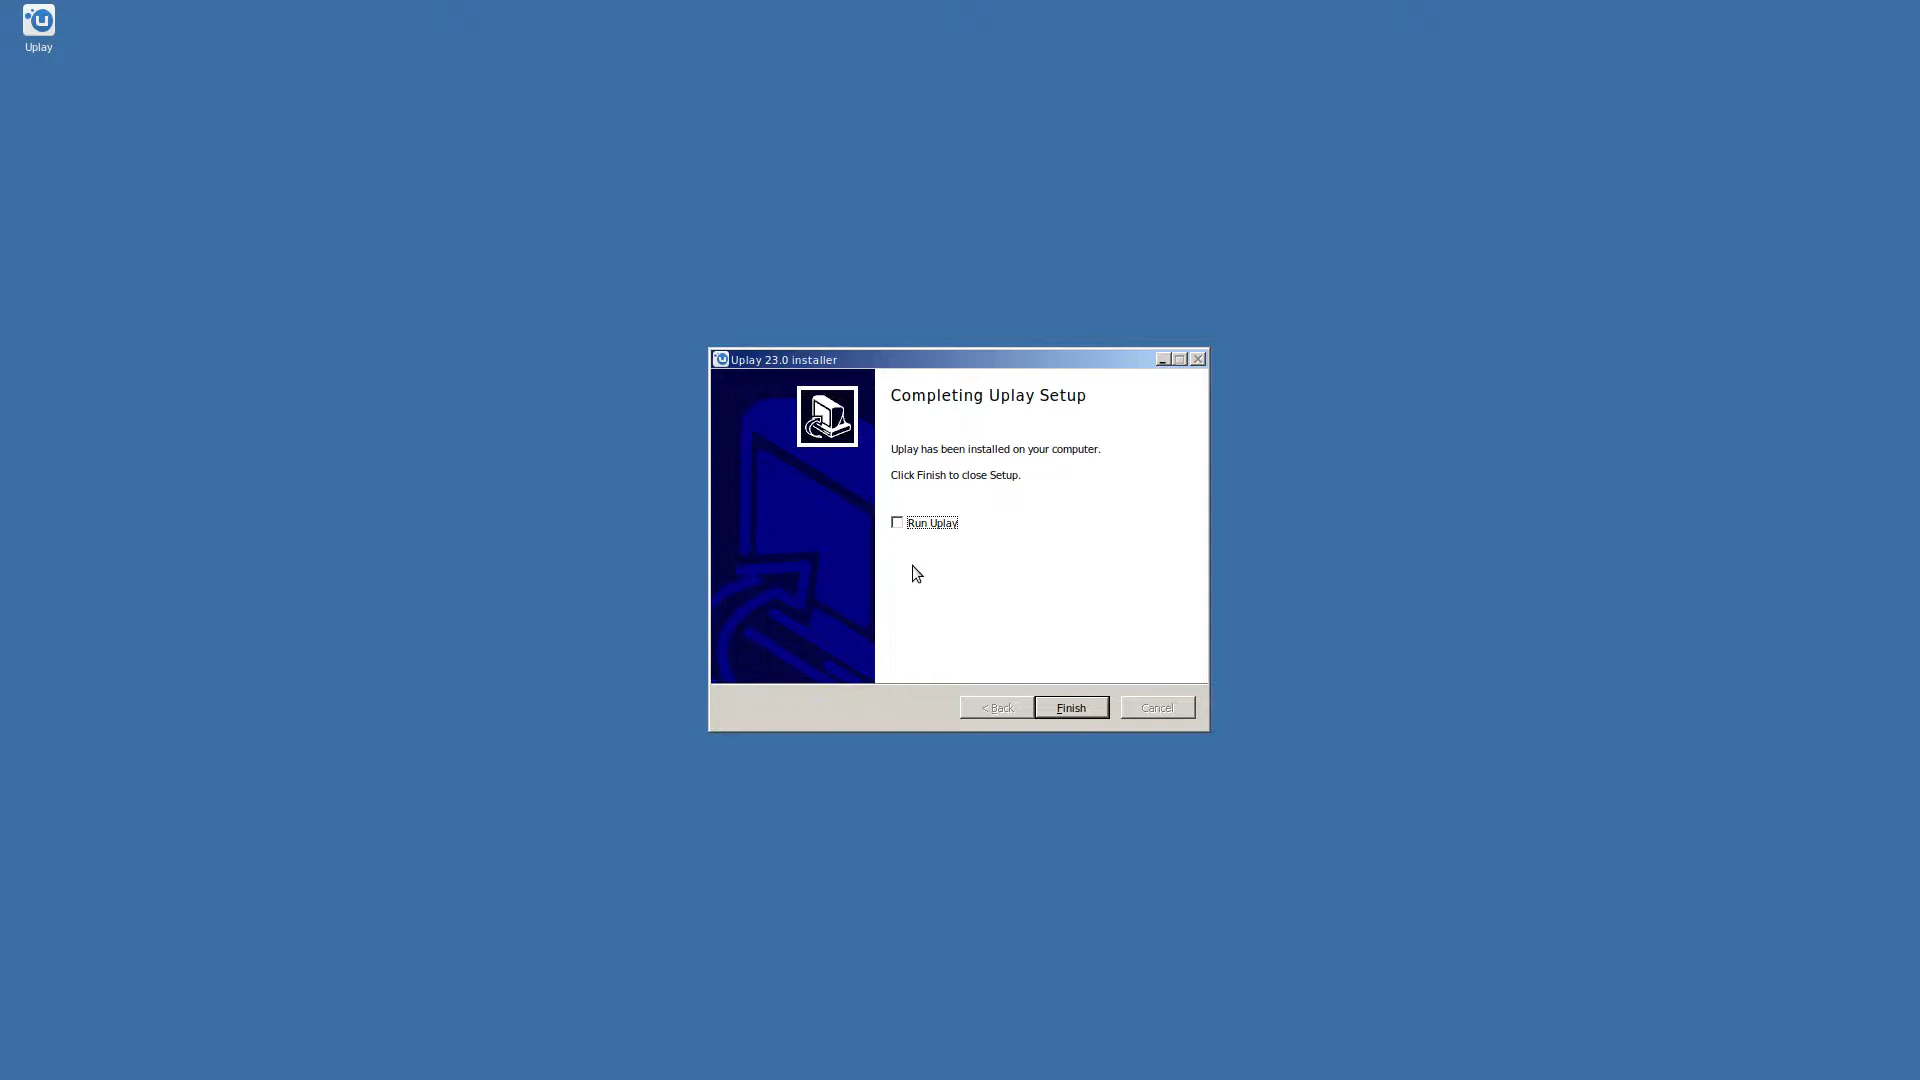 Uplay
Uplay 23.0 installer
Completing Uplay Setup
Uplay has been installed on your computer.
Click Finish to close Setup.
Run Uplay
< Back
Finish
Cancel